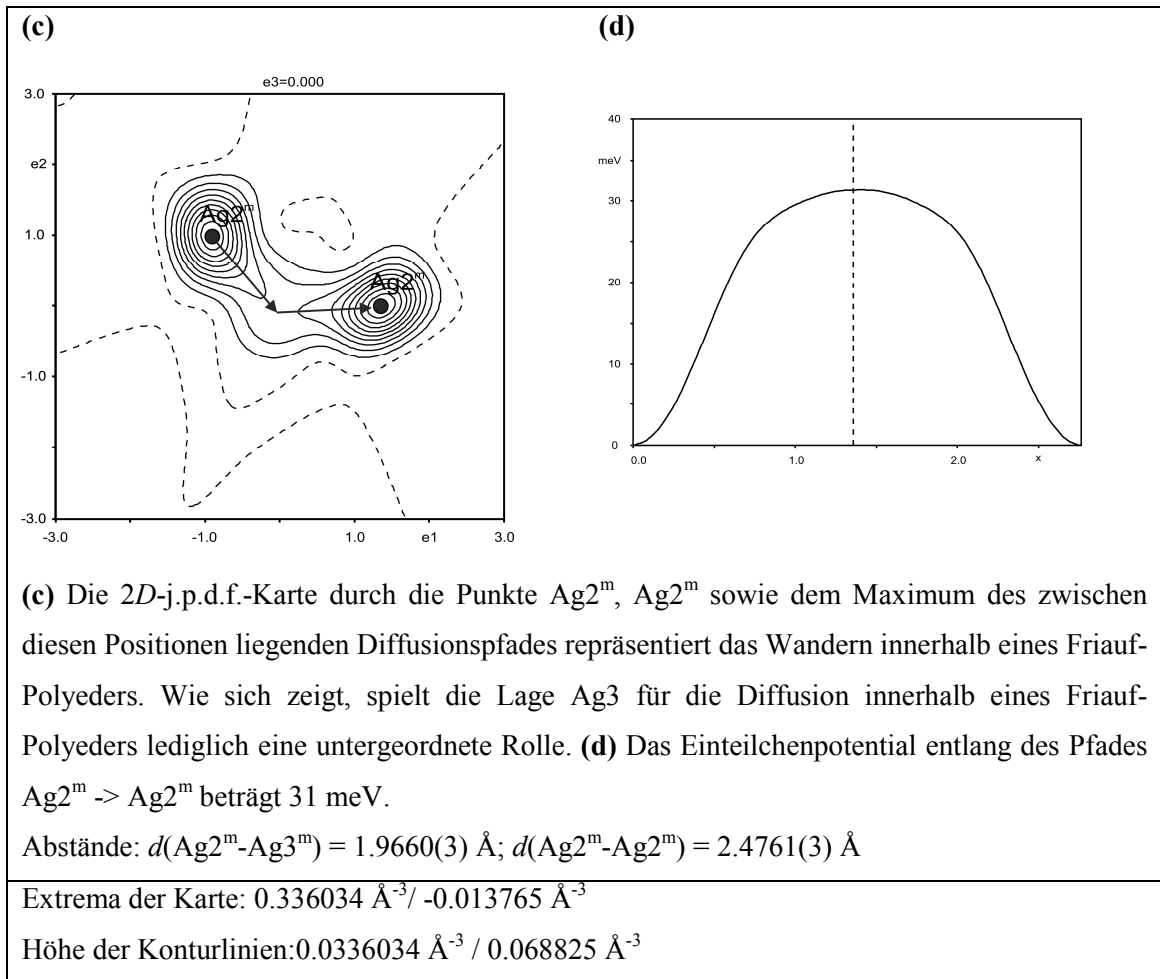 (c) (d)
e3=0.000
3.0
e2
1.0
-1.0
-3.0
-3.0 -1.0 1.0 e1 3.0
Ag2ᵐ
Ag2ᵐ
40
meV
30
20
10
0
0.0 1.0 2.0 x
(c) Die 2D-j.p.d.f.-Karte durch die Punkte Ag2ᵐ, Ag2ᵐ sowie dem Maximum des zwischen
diesen Positionen liegenden Diffusionspfades repräsentiert das Wandern innerhalb eines Friauf-
Polyeders. Wie sich zeigt, spielt die Lage Ag3 für die Diffusion innerhalb eines Friauf-
Polyeders lediglich eine untergeordnete Rolle. (d) Das Einteilchenpotential entlang des Pfades
Ag2ᵐ -> Ag2ᵐ beträgt 31 meV.
Abstände: d(Ag2ᵐ-Ag3ᵐ) = 1.9660(3) Å; d(Ag2ᵐ-Ag2ᵐ) = 2.4761(3) Å
Extrema der Karte: 0.336034 Å⁻³/ -0.013765 Å⁻³
Höhe der Konturlinien:0.0336034 Å⁻³ / 0.068825 Å⁻³